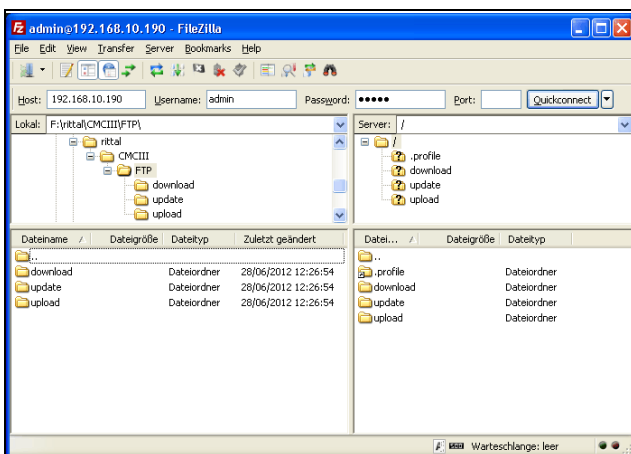 admin@192.168.10.190 - FileZilla
File Edit View Transfer Server Bookmarks Help
Host: 192.168.10.190 Username: admin Password: ●●●●● Port: Quickconnect
Lokal: F:\rittal\CMCIII\FTP\ Server: /
rittal
CMCIII
FTP
download
update
upload
/
.profile
download
update
upload
Dateiname / Dateigröße Dateityp Zuletzt geändert
..
download Dateiordner 28/06/2012 12:26:54
update Dateiordner 28/06/2012 12:26:54
upload Dateiordner 28/06/2012 12:26:54
Datei... / Dateigröße Dateityp
..
.profile Dateiordner
download Dateiordner
update Dateiordner
upload Dateiordner
Warteschlange: leer